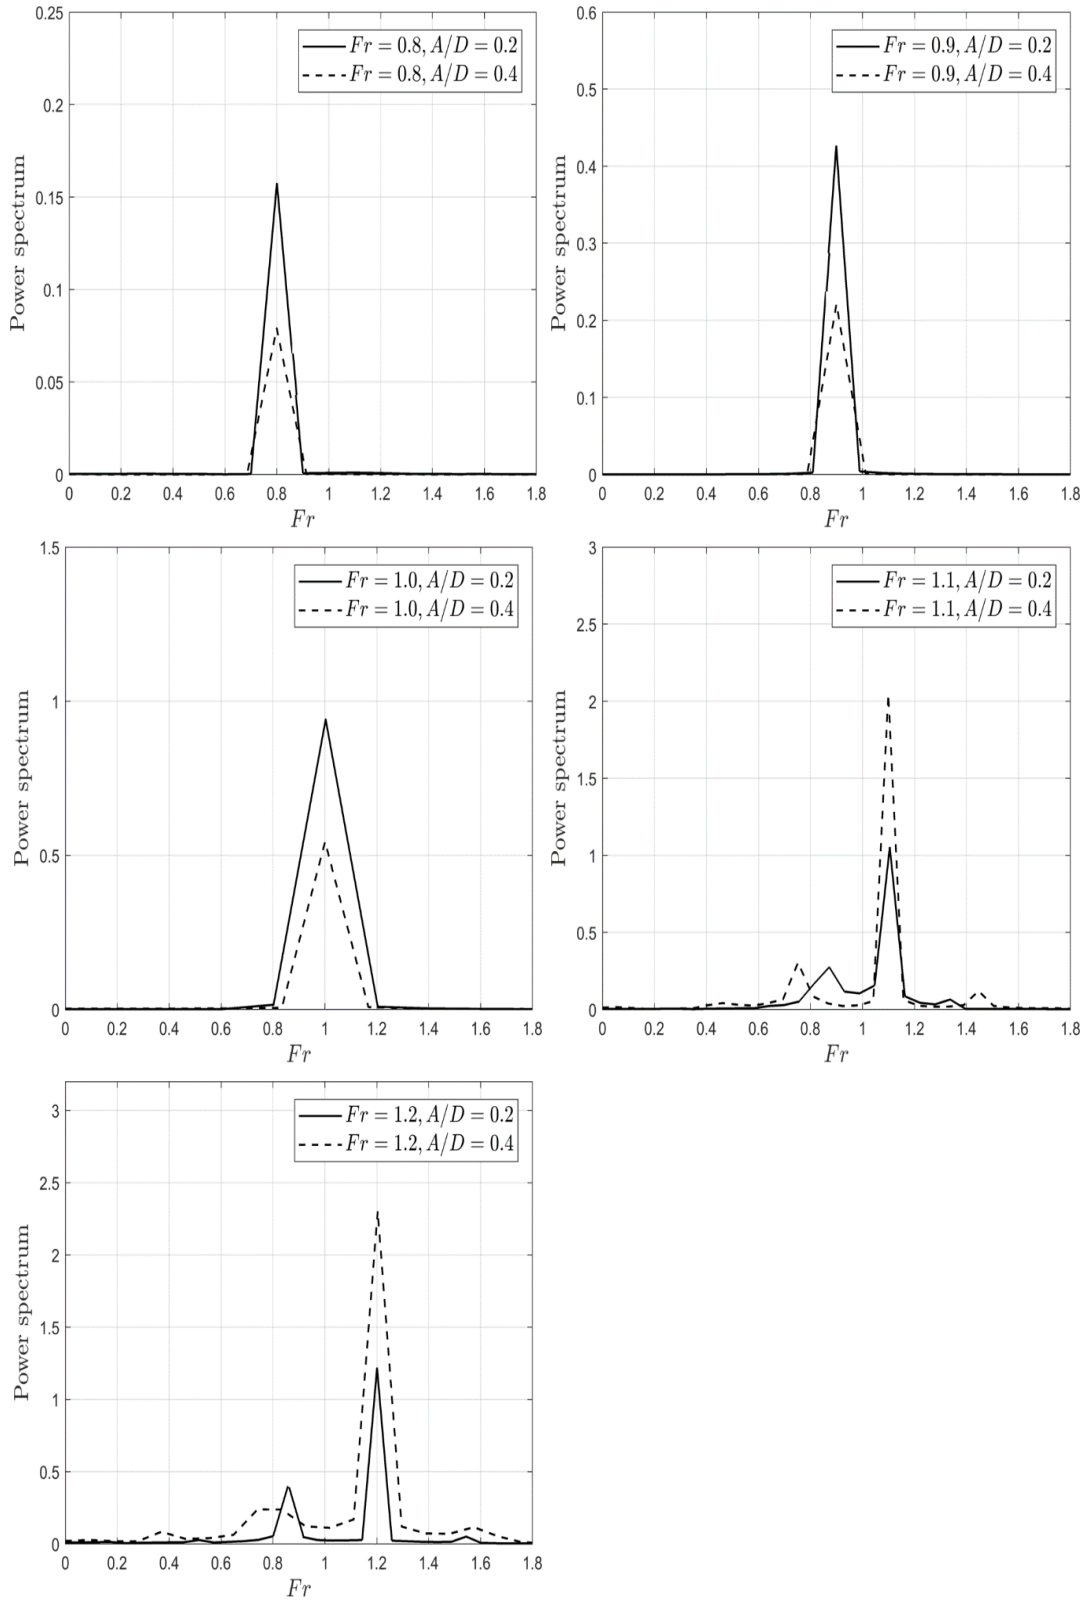 0.25
0.2
0.15
0.1
0.05
0
Power spectrum
Fr = 0.8, A/D = 0.2
Fr = 0.8, A/D = 0.4
0 0.2 0.4 0.6 0.8 1 1.2 1.4 1.6 1.8
Fr
0.6
0.5
0.4
0.3
0.2
0.1
0
Power spectrum
Fr = 0.9, A/D = 0.2
Fr = 0.9, A/D = 0.4
0 0.2 0.4 0.6 0.8 1 1.2 1.4 1.6 1.8
Fr
1.5
1
0.5
0
Power spectrum
Fr = 1.0, A/D = 0.2
Fr = 1.0, A/D = 0.4
0 0.2 0.4 0.6 0.8 1 1.2 1.4 1.6 1.8
Fr
3
2.5
2
1.5
1
0.5
0
Power spectrum
Fr = 1.1, A/D = 0.2
Fr = 1.1, A/D = 0.4
0 0.2 0.4 0.6 0.8 1 1.2 1.4 1.6 1.8
Fr
3
2.5
2
1.5
1
0.5
0
Power spectrum
Fr = 1.2, A/D = 0.2
Fr = 1.2, A/D = 0.4
0 0.2 0.4 0.6 0.8 1 1.2 1.4 1.6 1.8
Fr